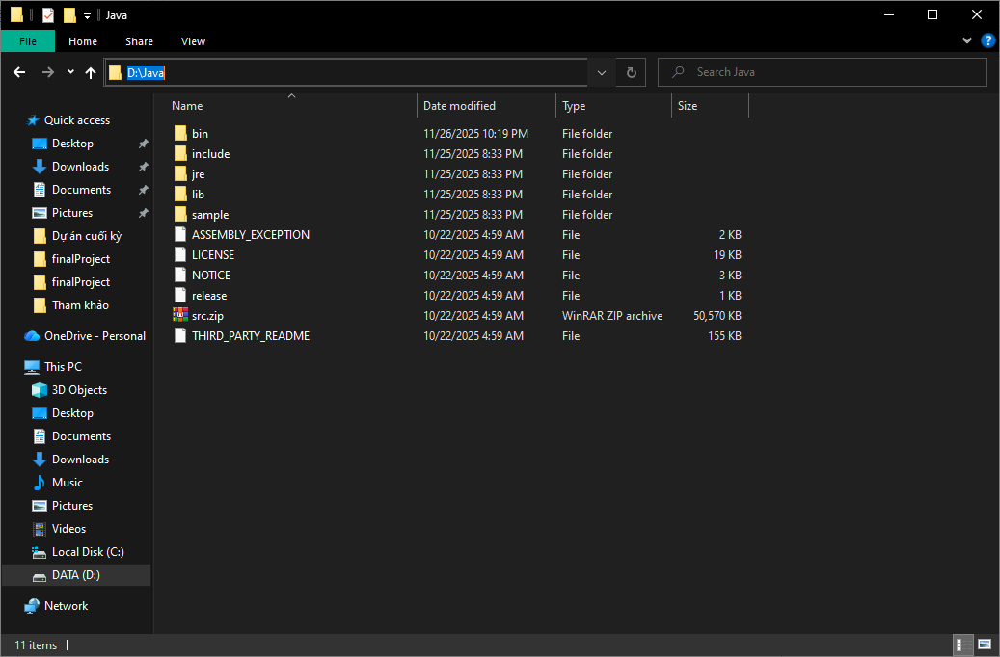 Java
File Home Share View
D:\Java Search Java
Name Date modified Type Size
bin 11/26/2025 10:19 PM File folder
include 11/25/2025 8:33 PM File folder
jre 11/25/2025 8:33 PM File folder
lib 11/25/2025 8:33 PM File folder
sample 11/25/2025 8:33 PM File folder
ASSEMBLY_EXCEPTION 10/22/2025 4:59 AM File 2 KB
LICENSE 10/22/2025 4:59 AM File 19 KB
NOTICE 10/22/2025 4:59 AM File 3 KB
release 10/22/2025 4:59 AM File 1 KB
src.zip 10/22/2025 4:59 AM WinRAR ZIP archive 50,570 KB
THIRD_PARTY_README 10/22/2025 4:59 AM File 155 KB
Quick access
Desktop
Downloads
Documents
Pictures
Dự án cuối kỳ
finalProject
finalProject
Tham khảo
OneDrive - Personal
This PC
3D Objects
Desktop
Documents
Downloads
Music
Pictures
Videos
Local Disk (C:)
DATA (D:)
Network
11 items